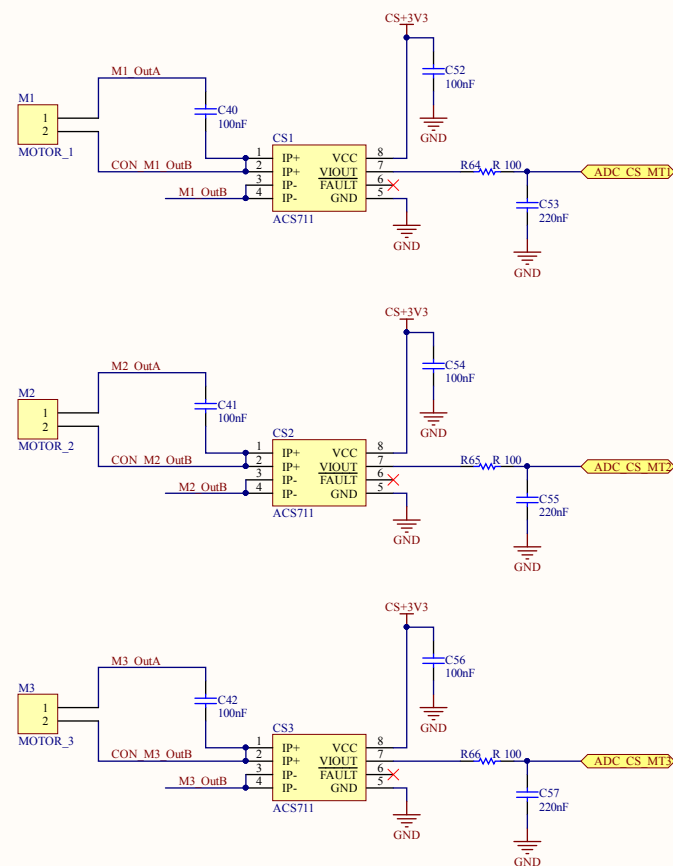 CS+3V3
M1_OutA
C52
100nF
M1
C40
100nF
GND
1
2
CS1
MOTOR_1
CON_M1_OutB
1 IP+ VCC 8
2 IP+ VIOUT 7
3 IP- FAULT 6
4 IP- GND 5
R64 R 100
ADC_CS_MT1
M1_OutB
C53
220nF
ACS711
GND
GND
CS+3V3
M2_OutA
C54
100nF
M2
C41
100nF
GND
1
2
CS2
MOTOR_2
CON_M2_OutB
1 IP+ VCC 8
2 IP+ VIOUT 7
3 IP- FAULT 6
4 IP- GND 5
R65 R 100
ADC_CS_MT2
M2_OutB
C55
220nF
ACS711
GND
GND
CS+3V3
M3_OutA
C56
100nF
M3
C42
100nF
GND
1
2
CS3
MOTOR_3
CON_M3_OutB
1 IP+ VCC 8
2 IP+ VIOUT 7
3 IP- FAULT 6
4 IP- GND 5
R66 R 100
ADC_CS_MT3
M3_OutB
C57
220nF
ACS711
GND
GND